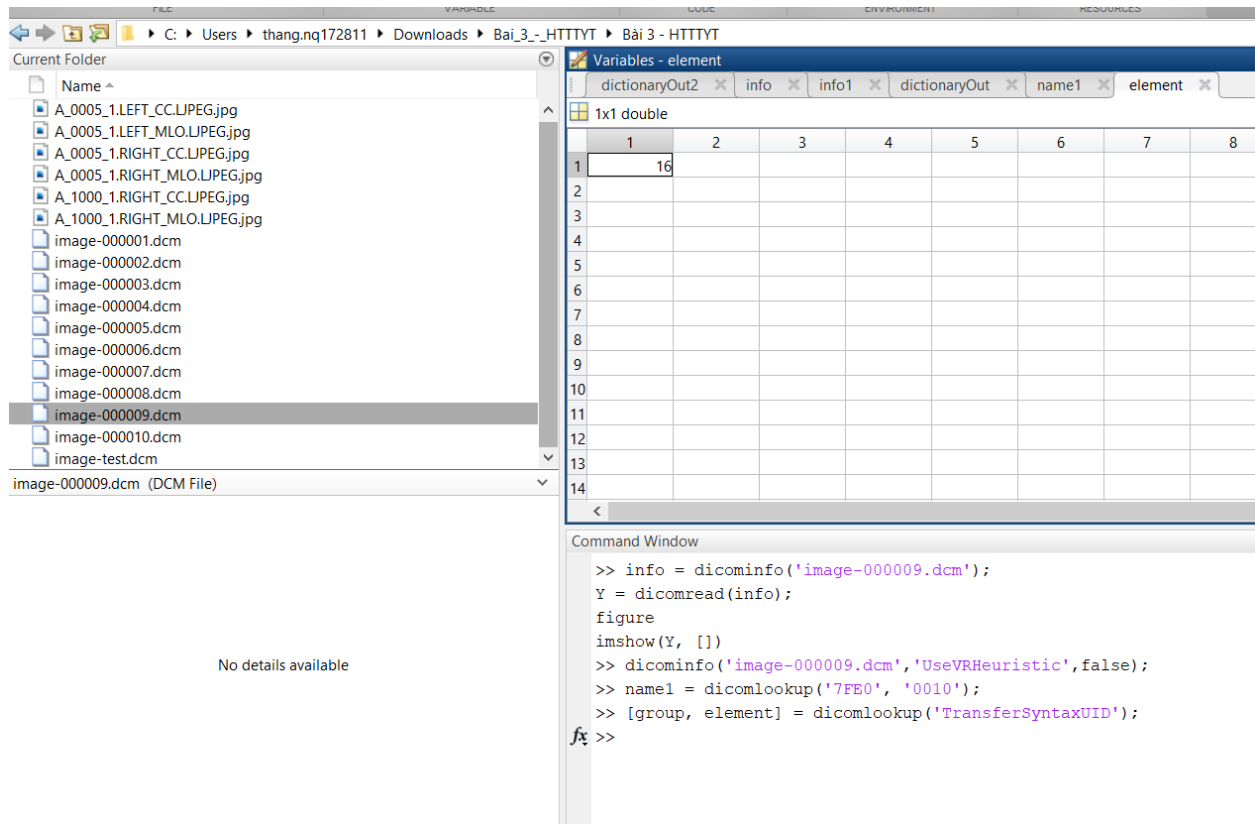 FILE VARIABLE CODE ENVIRONMENT RESOURCES
C: Users thang.nq172811 Downloads Bai_3_-_HTTTYT Bài 3 - HTTTYT
Current Folder
Name
A_0005_1.LEFT_CC.LJPEG.jpg
A_0005_1.LEFT_MLO.LJPEG.jpg
A_0005_1.RIGHT_CC.LJPEG.jpg
A_0005_1.RIGHT_MLO.LJPEG.jpg
A_1000_1.RIGHT_CC.LJPEG.jpg
A_1000_1.RIGHT_MLO.LJPEG.jpg
image-000001.dcm
image-000002.dcm
image-000003.dcm
image-000004.dcm
image-000005.dcm
image-000006.dcm
image-000007.dcm
image-000008.dcm
image-000009.dcm
image-000010.dcm
image-test.dcm
image-000009.dcm (DCM File)
No details available
Variables - element
dictionaryOut2 info info1 dictionaryOut name1 element
1x1 double
1 2 3 4 5 6 7 8
1 16
2
3
4
5
6
7
8
9
10
11
12
13
14
Command Window
>> info = dicominfo('image-000009.dcm');
Y = dicomread(info);
figure
imshow(Y, [])
>> dicominfo('image-000009.dcm','UseVRHeuristic',false);
>> name1 = dicomlookup('7FE0', '0010');
>> [group, element] = dicomlookup('TransferSyntaxUID');
fx >>